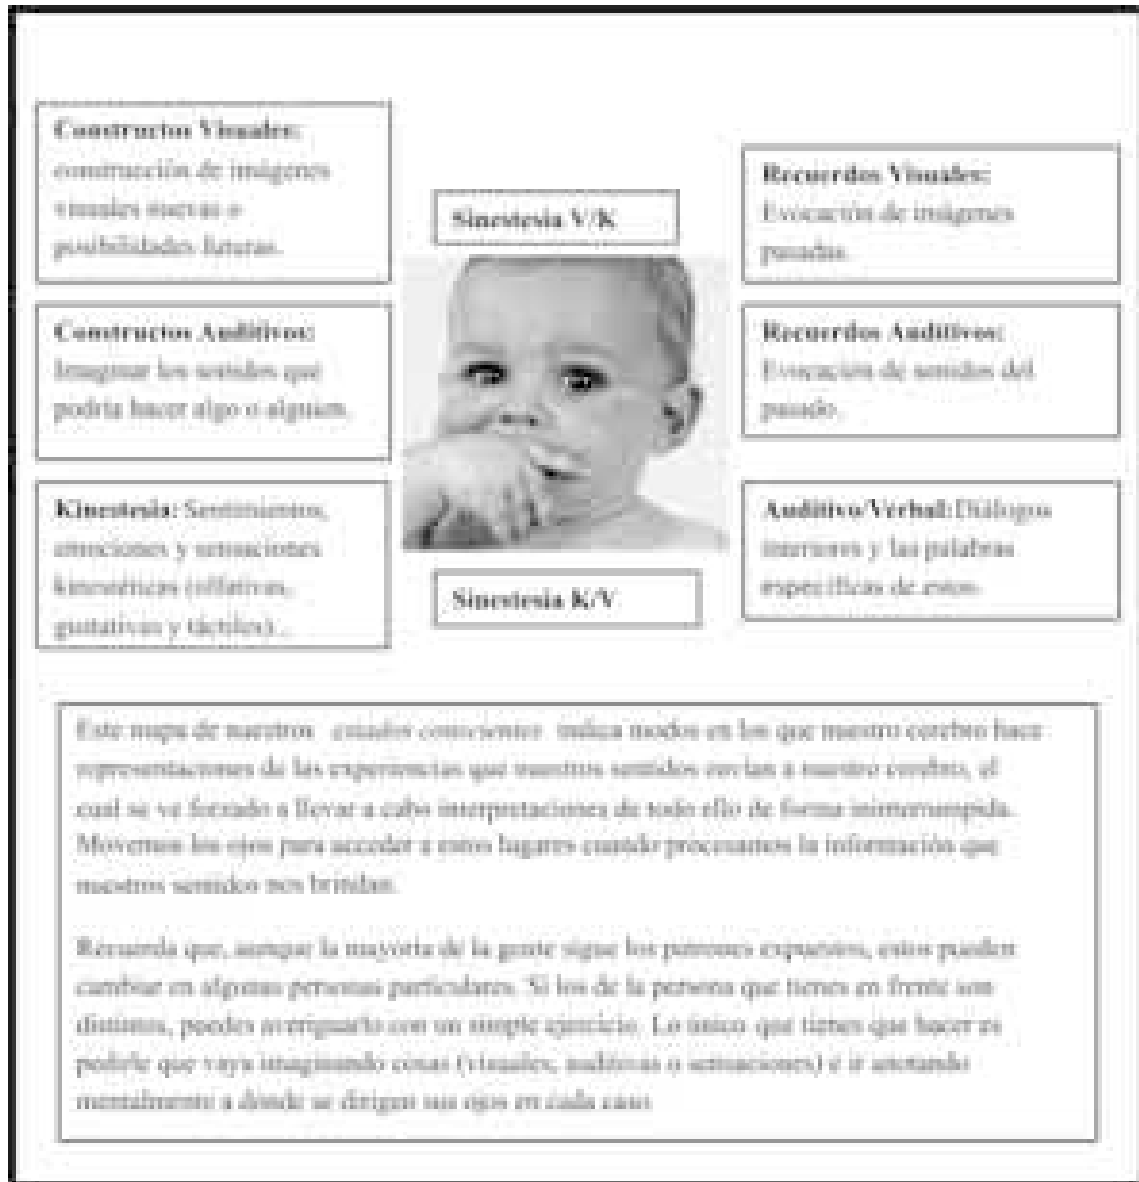 Constructos Visuales:
construcción de imágenes
visuales nuevas o
posibilidades futuras.
Sinestesia V/K
Recuerdos Visuales:
Evocación de imágenes
pasadas.
Constructos Auditivos:
Imaginar los sonidos que
podría hacer algo o alguien.
Recuerdos Auditivos:
Evocación de sonidos del
pasado.
Kinestesia: Sentimientos,
emociones y sensaciones
kinestéticas (olfativas,
gustativas y táctiles)..
Sinestesia K/V
Auditivo/Verbal:Diálogos
interiores y las palabras
específicas de estos.
Este mapa de nuestros estados conscientes indica modos en los que nuestro cerebro hace
representaciones de las experiencias que nuestros sentidos envían a nuestro cerebro, el
cual se ve forzado a llevar a cabo interpretaciones de todo ello de forma ininterrumpida.
Movemos los ojos para acceder a estos lugares cuando procesamos la información que
nuestros sentidos nos brindan.
Recuerda que, aunque la mayoría de la gente sigue los patrones expuestos, estos pueden
cambiar en algunas personas particulares. Si los de la persona que tienes en frente son
distintos, puedes averiguarlo con un simple ejercicio. Lo único que tienes que hacer es
pedirle que vaya imaginando cosas (visuales, auditivas o sensaciones) e ir anotando
mentalmente a dónde se dirigen sus ojos en cada caso.